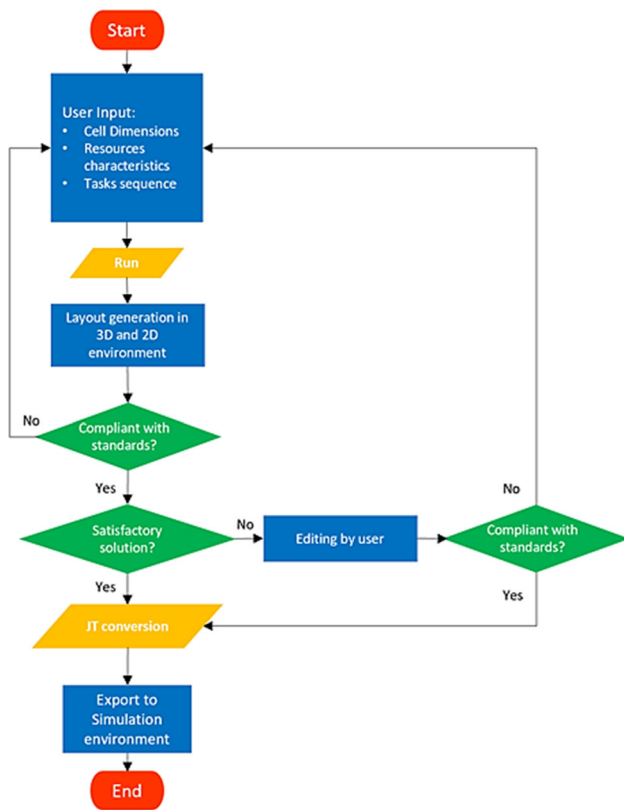 Start
User Input:
• Cell Dimensions
• Resources
characteristics
• Tasks sequence
Run
Layout generation in
3D and 2D
environment
No
Compliant with
standards?
Yes
No
Satisfactory
solution?
No
Editing by user
Compliant with
standards?
Yes
Yes
JT conversion
Export to
Simulation
environment
End